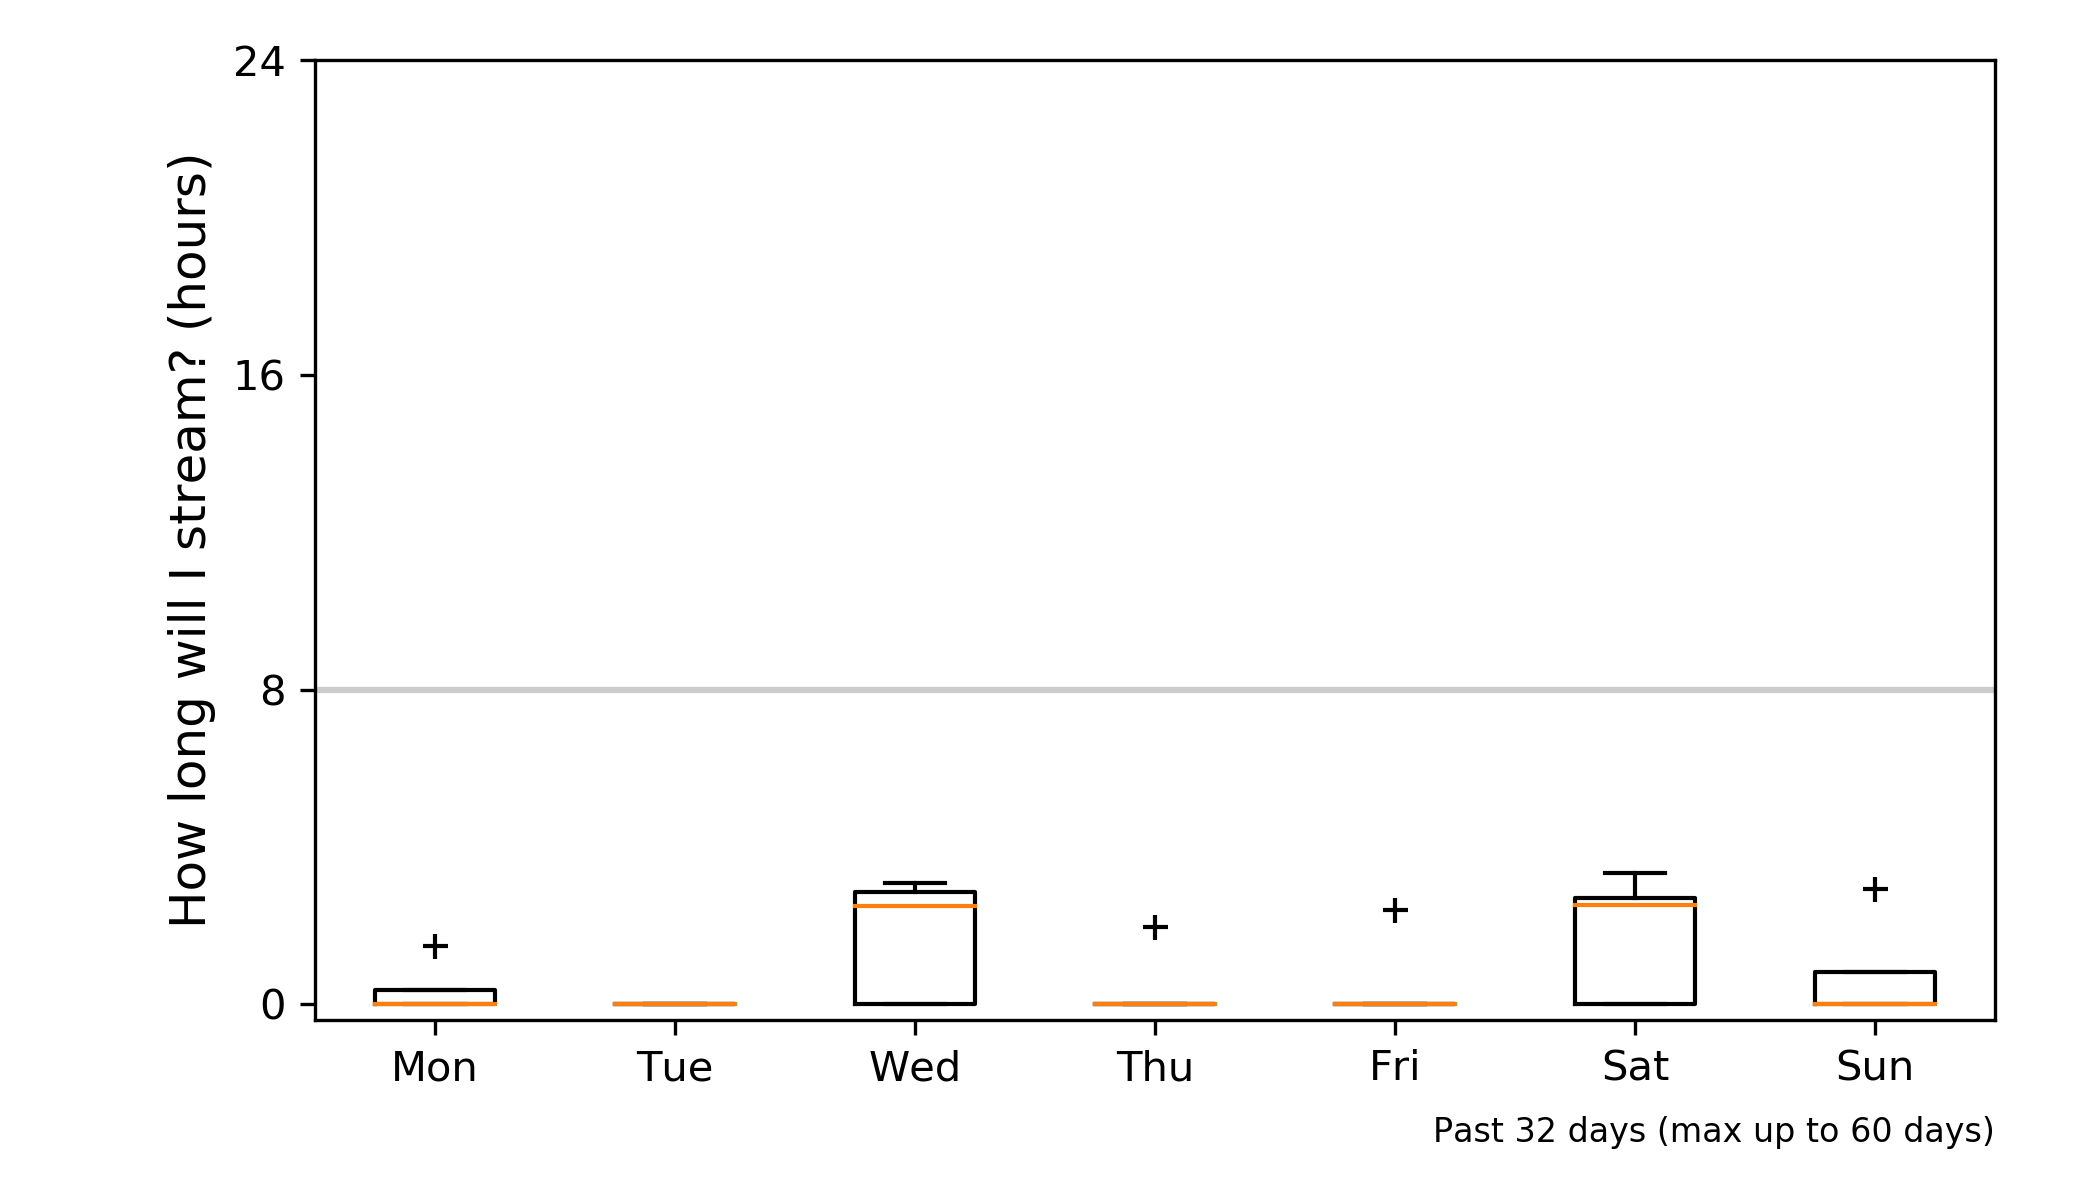 How long will I stream? (hours)
24
16
8
0
Mon Tue Wed Thu Fri Sat Sun
Past 32 days (max up to 60 days)